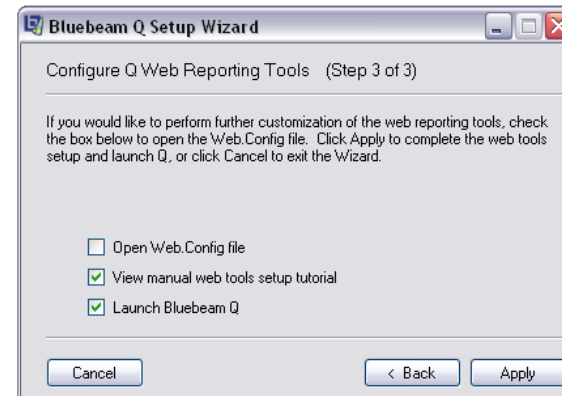 Bluebeam Q Setup Wizard
Configure Q Web Reporting Tools (Step 3 of 3)
If you would like to perform further customization of the web reporting tools, check
the box below to open the Web.Config file. Click Apply to complete the web tools
setup and launch Q, or click Cancel to exit the Wizard.
Open Web.Config file
View manual web tools setup tutorial
Launch Bluebeam Q
Cancel
< Back
Apply